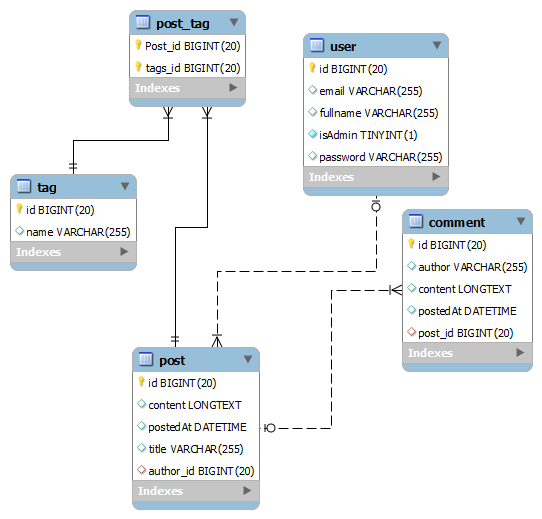 post_tag
Post_id BIGINT(20)
tags_id BIGINT(20)
Indexes
user
id BIGINT(20)
email VARCHAR(255)
fullname VARCHAR(255)
isAdmin TINYINT(1)
password VARCHAR(255)
Indexes
tag
id BIGINT(20)
name VARCHAR(255)
Indexes
comment
id BIGINT(20)
author VARCHAR(255)
content LONGTEXT
postedAt DATETIME
post_id BIGINT(20)
Indexes
post
id BIGINT(20)
content LONGTEXT
postedAt DATETIME
title VARCHAR(255)
author_id BIGINT(20)
Indexes